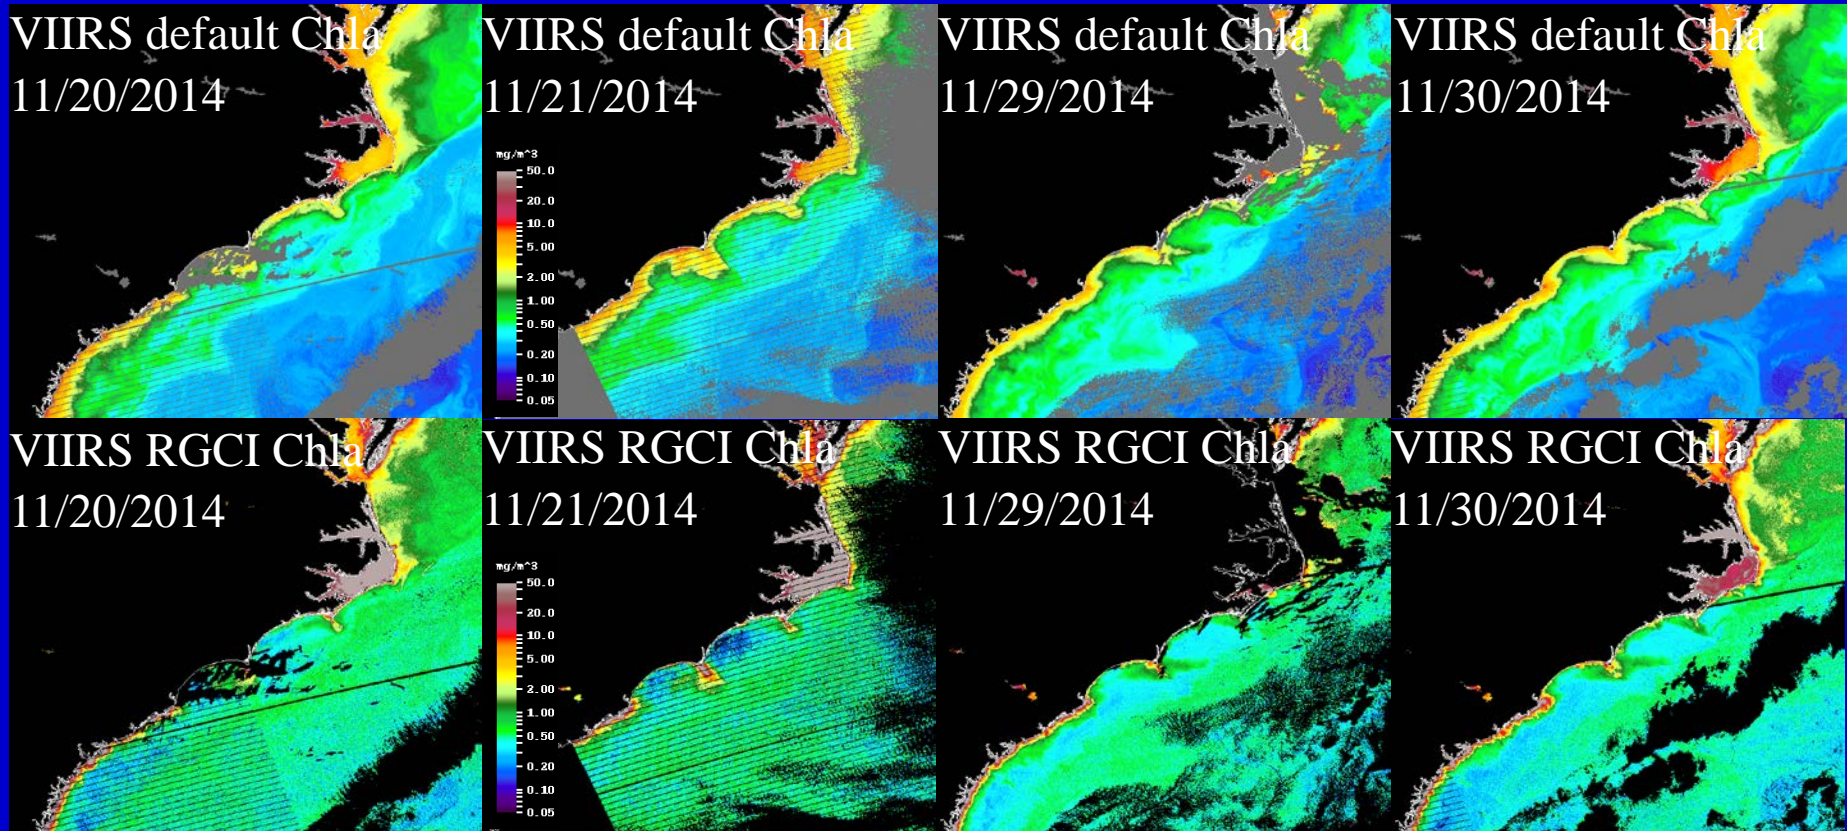 VIIRS default Chla
11/20/2014
VIIRS default Chla
11/21/2014
mg/m^3
50.0
20.0
10.0
5.00
2.00
1.00
0.50
0.20
0.10
0.05
VIIRS default Chla
11/29/2014
VIIRS default Chla
11/30/2014
VIIRS RGCI Chla
11/20/2014
VIIRS RGCI Chla
11/21/2014
mg/m^3
50.0
20.0
10.0
5.00
2.00
1.00
0.50
0.20
0.10
0.05
VIIRS RGCI Chla
11/29/2014
VIIRS RGCI Chla
11/30/2014